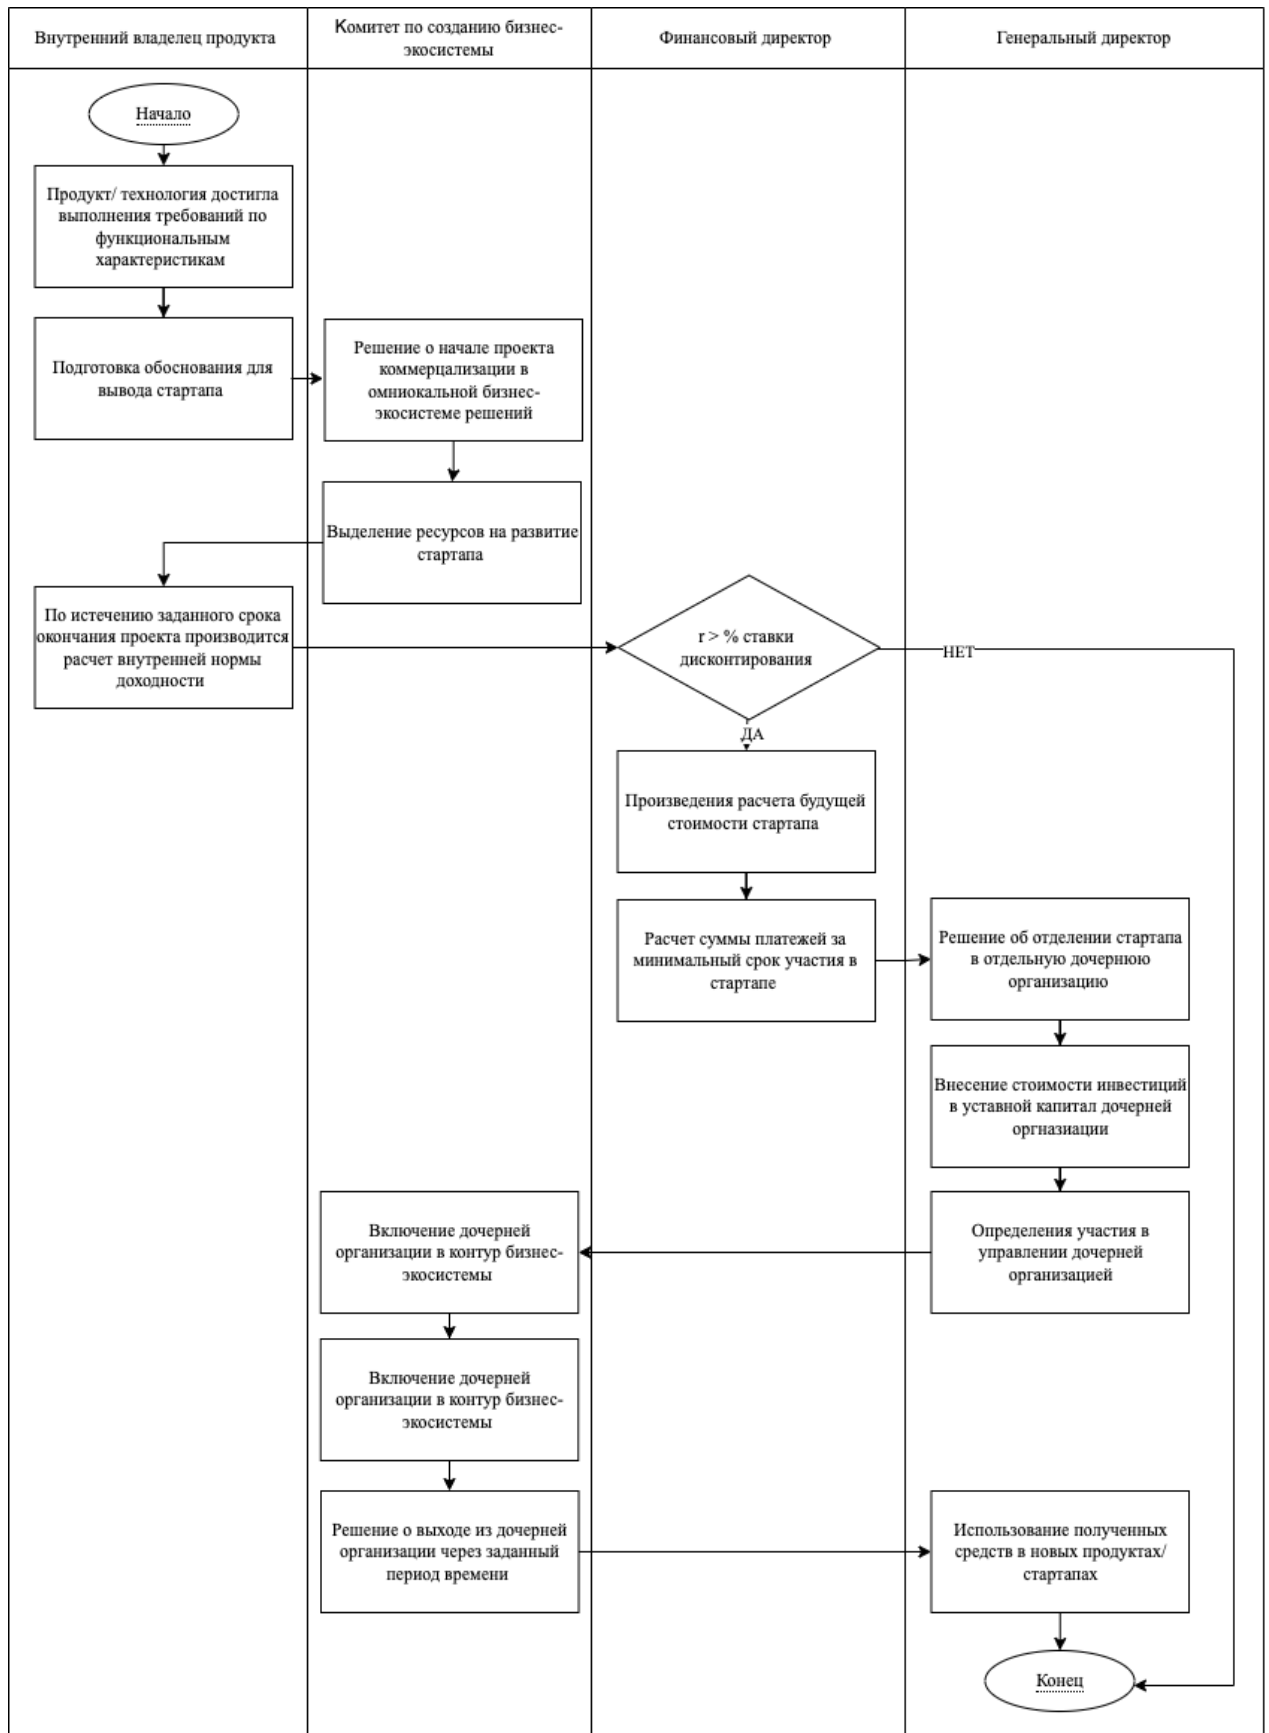 Внутренний владелец продукта
Комитет по созданию бизнес-
экосистемы
Финансовый директор
Генеральный директор
Начало
Продукт/ технология достигла
выполнения требований по
функциональным
характеристикам
Подготовка обоснования для
вывода стартапа
Решение о начале проекта
коммерцализации в
омниокальной бизнес-
экосистеме решений
Выделение ресурсов на развитие
стартапа
По истечению заданного срока
окончания проекта производится
расчет внутренней нормы
доходности
r > % ставки
дисконтирования
НЕТ
ДА
Произведения расчета будущей
стоимости стартапа
Расчет суммы платежей за
минимальный срок участия в
стартапе
Решение об отделении стартапа
в отдельную дочернюю
организацию
Внесение стоимости инвестиций
в уставной капитал дочерней
оргназиации
Определения участия в
управлении дочерней
организацией
Включение дочерней
организации в контур бизнес-
экосистемы
Включение дочерней
организации в контур бизнес-
экосистемы
Решение о выходе из дочерней
организации через заданный
период времени
Использование полученных
средств в новых продуктах/
стартапах
Конец